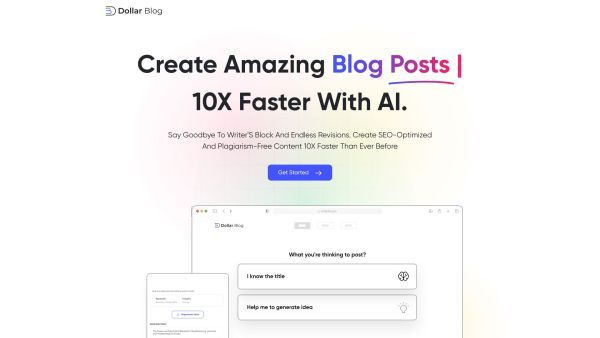 Dollar Blog
Create Amazing Blog Posts |
10X Faster With AI.
Say Goodbye To Writer'S Block And Endless Revisions. Create SEO-Optimized
And Plagiarism-Free Content 10X Faster Than Ever Before
Get Started
Dollar Blog
What you're thinking to post?
I know the title
Help me to generate idea